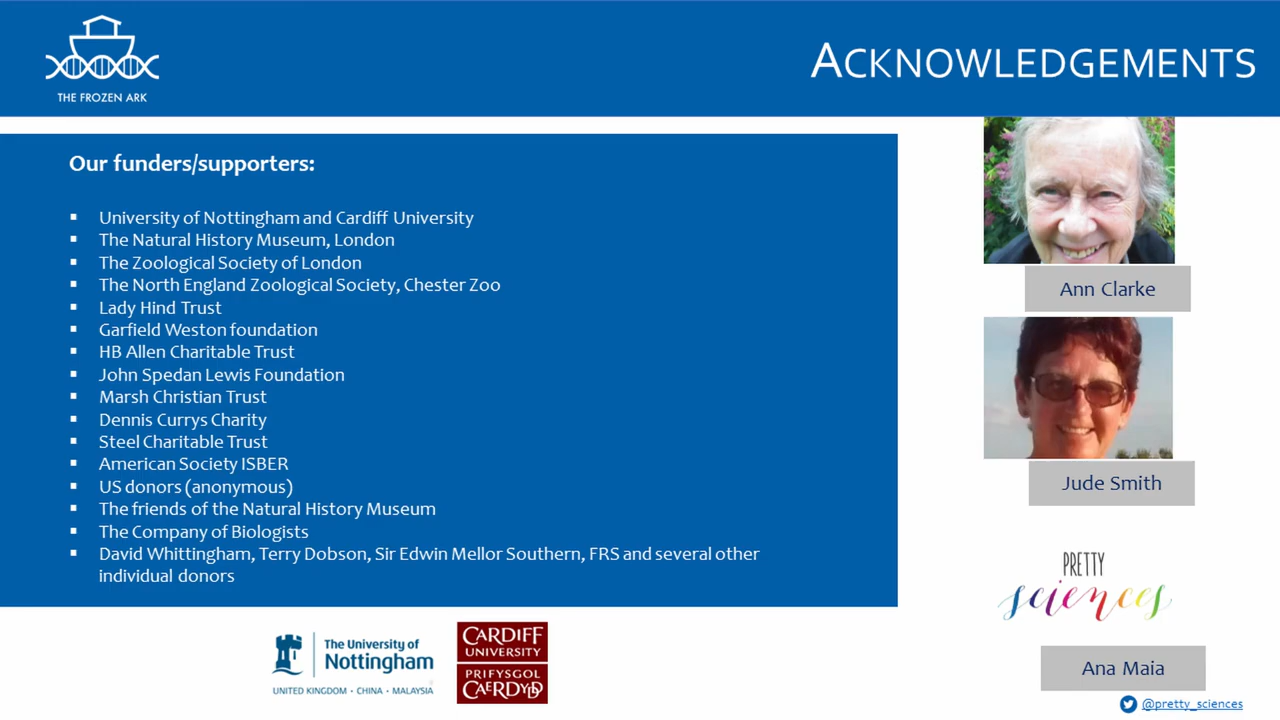 THE FROZEN ARK
ACKNOWLEDGEMENTS
Our funders/supporters:
▪ University of Nottingham and Cardiff University
▪ The Natural History Museum, London
▪ The Zoological Society of London
▪ The North England Zoological Society, Chester Zoo
▪ Lady Hind Trust
▪ Garfield Weston foundation
▪ HB Allen Charitable Trust
▪ John Spedan Lewis Foundation
▪ Marsh Christian Trust
▪ Dennis Currys Charity
▪ Steel Charitable Trust
▪ American Society ISBER
▪ US donors (anonymous)
▪ The friends of the Natural History Museum
▪ The Company of Biologists
▪ David Whittingham, Terry Dobson, Sir Edwin Mellor Southern, FRS and several other
individual donors
The University of
Nottingham
UNITED KINGDOM · CHINA · MALAYSIA
CARDIFF
UNIVERSITY
PRIFYSGOL
CAERDYDD
Ann Clarke
Jude Smith
PRETTY
sciences
Ana Maia
@pretty_sciences